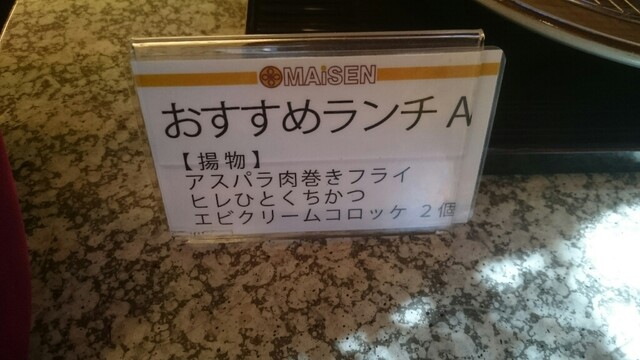 MAiSEN
おすすめランチ A
【揚物】
アスパラ肉巻きフライ
ヒレひとくちかつ
エビクリームコロッケ 2個